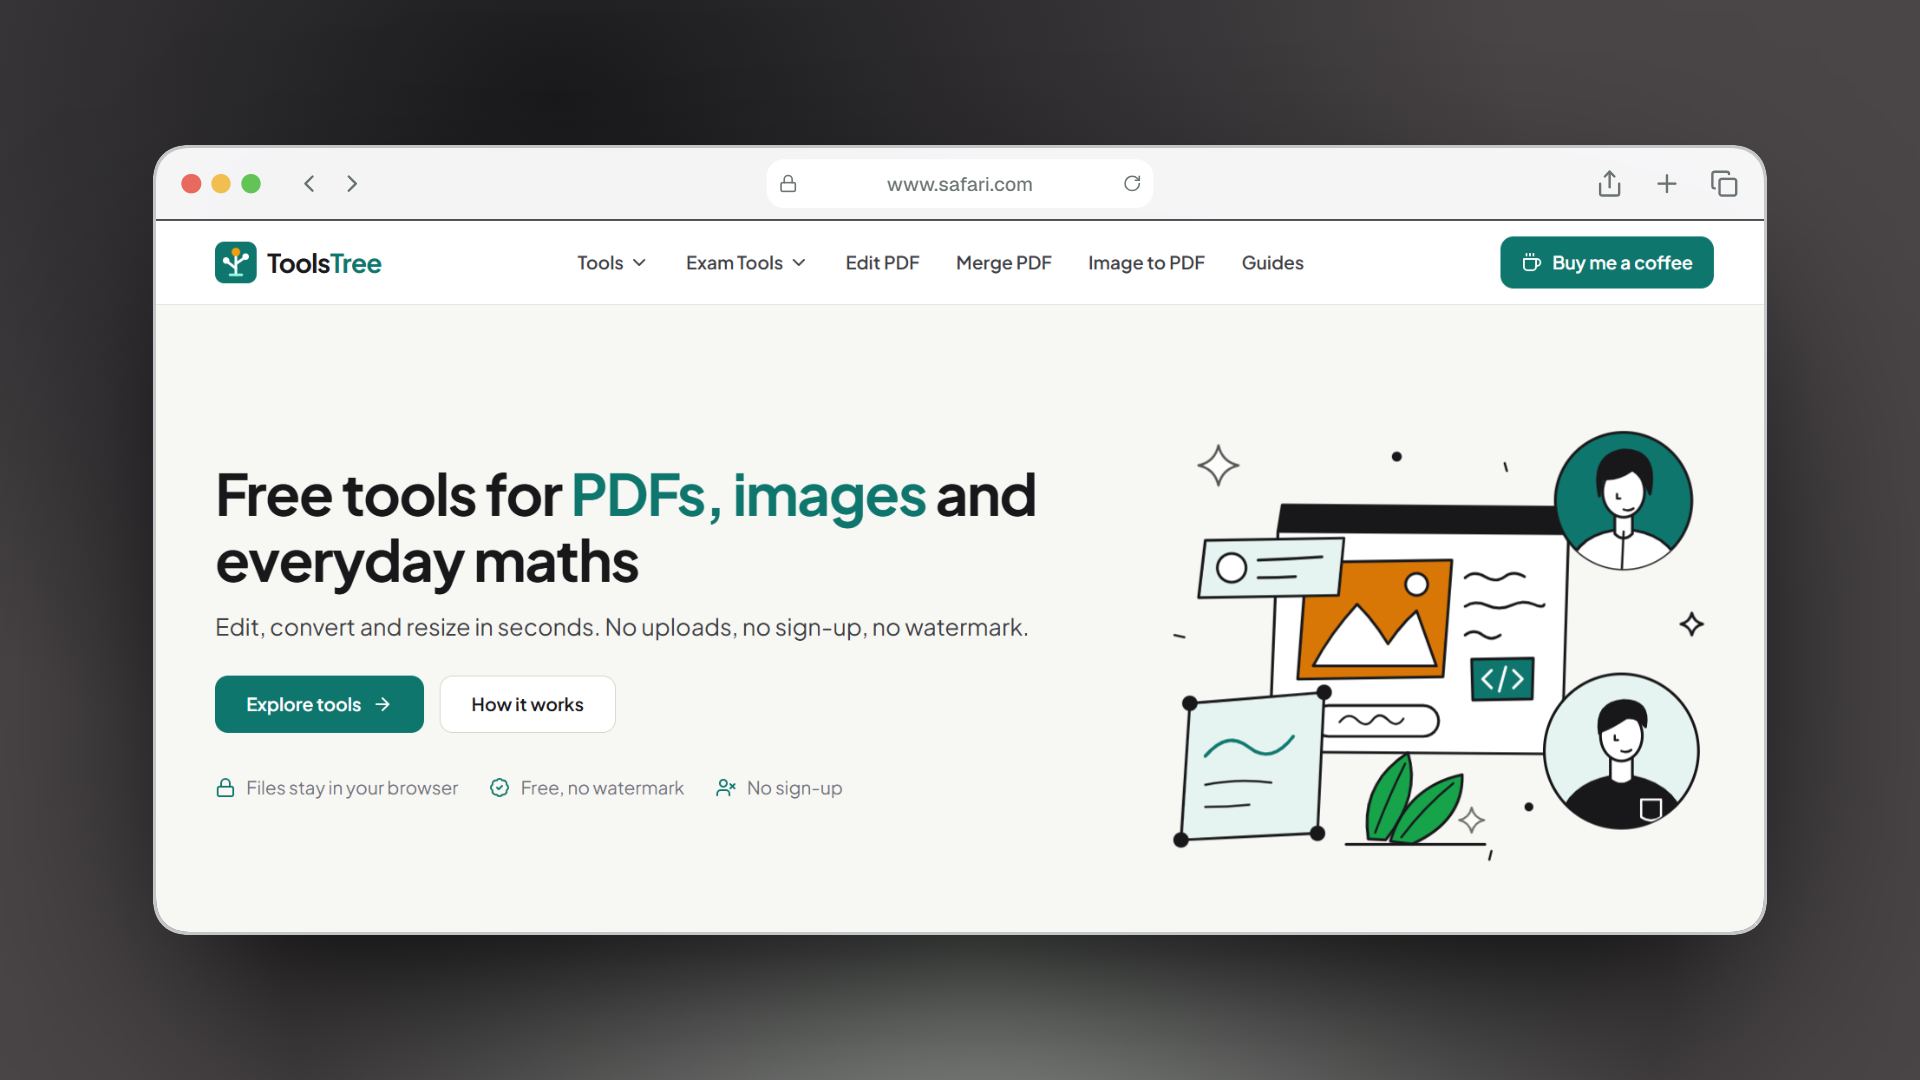 www.safari.com
ToolsTree
Tools
Exam Tools
Edit PDF
Merge PDF
Image to PDF
Guides
Buy me a coffee
Free tools for PDFs, images and
everyday maths
Edit, convert and resize in seconds. No uploads, no sign-up, no watermark.
Explore tools
How it works
Files stay in your browser
Free, no watermark
No sign-up